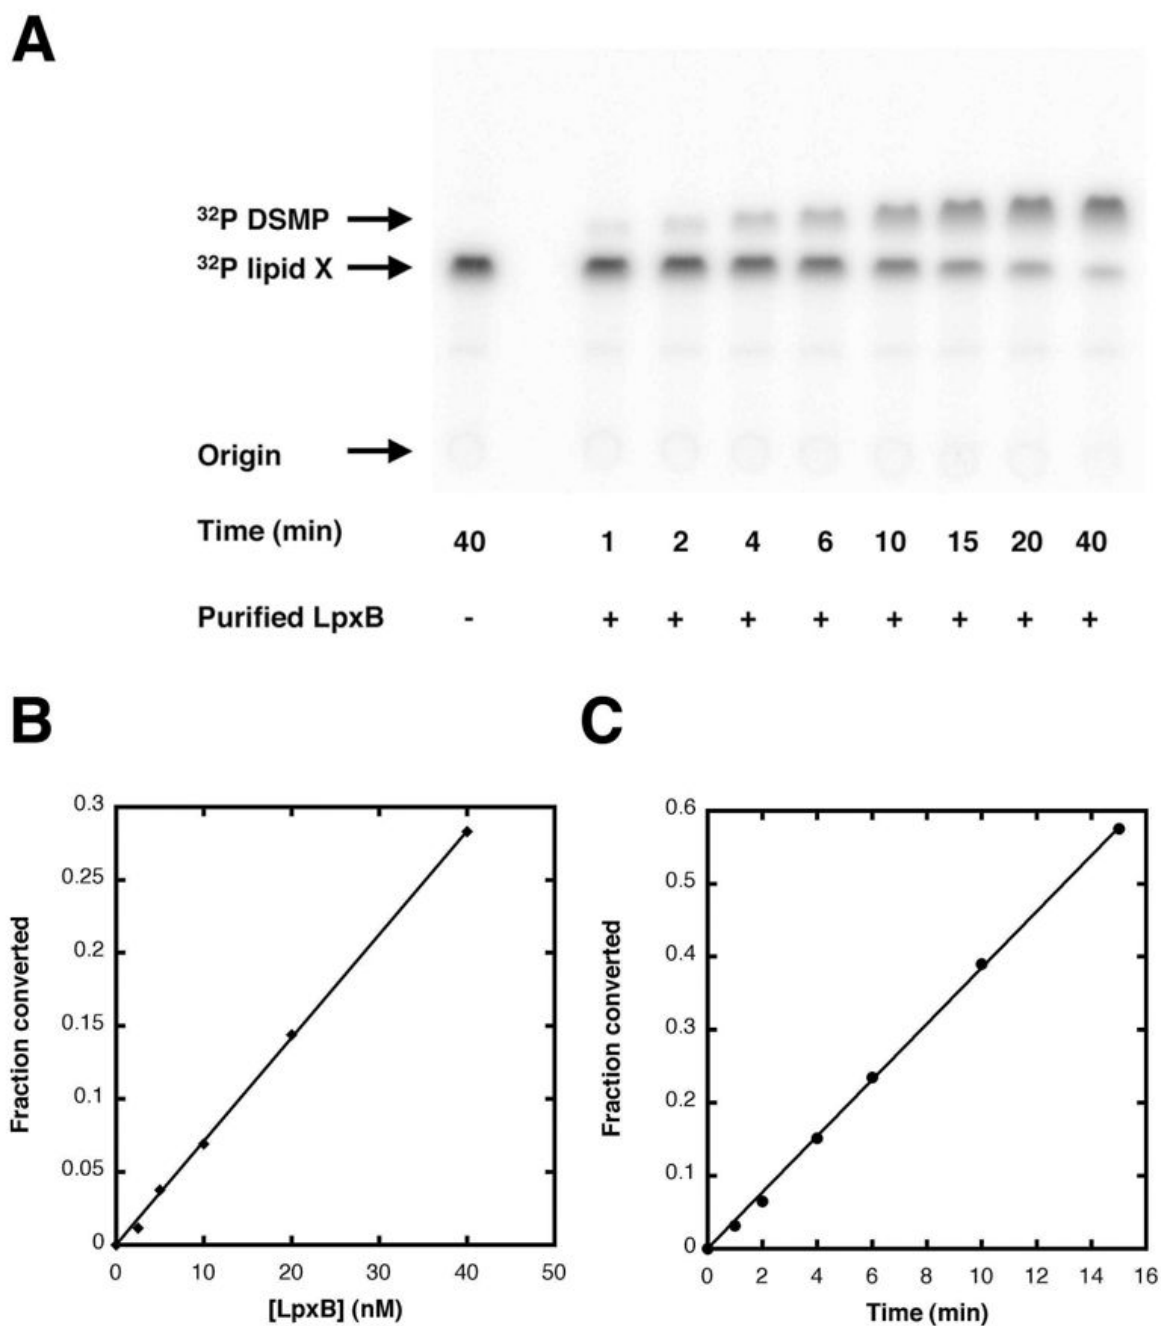 A
³²P DSMP
³²P lipid X
Origin
Time (min) 40 1 2 4 6 10 15 20 40
Purified LpxB - + + + + + + + +
B
Fraction converted
0.3
0.25
0.2
0.15
0.1
0.05
0
0 10 20 30 40 50
[LpxB] (nM)
C
Fraction converted
0.6
0.5
0.4
0.3
0.2
0.1
0
0 2 4 6 8 10 12 14 16
Time (min)